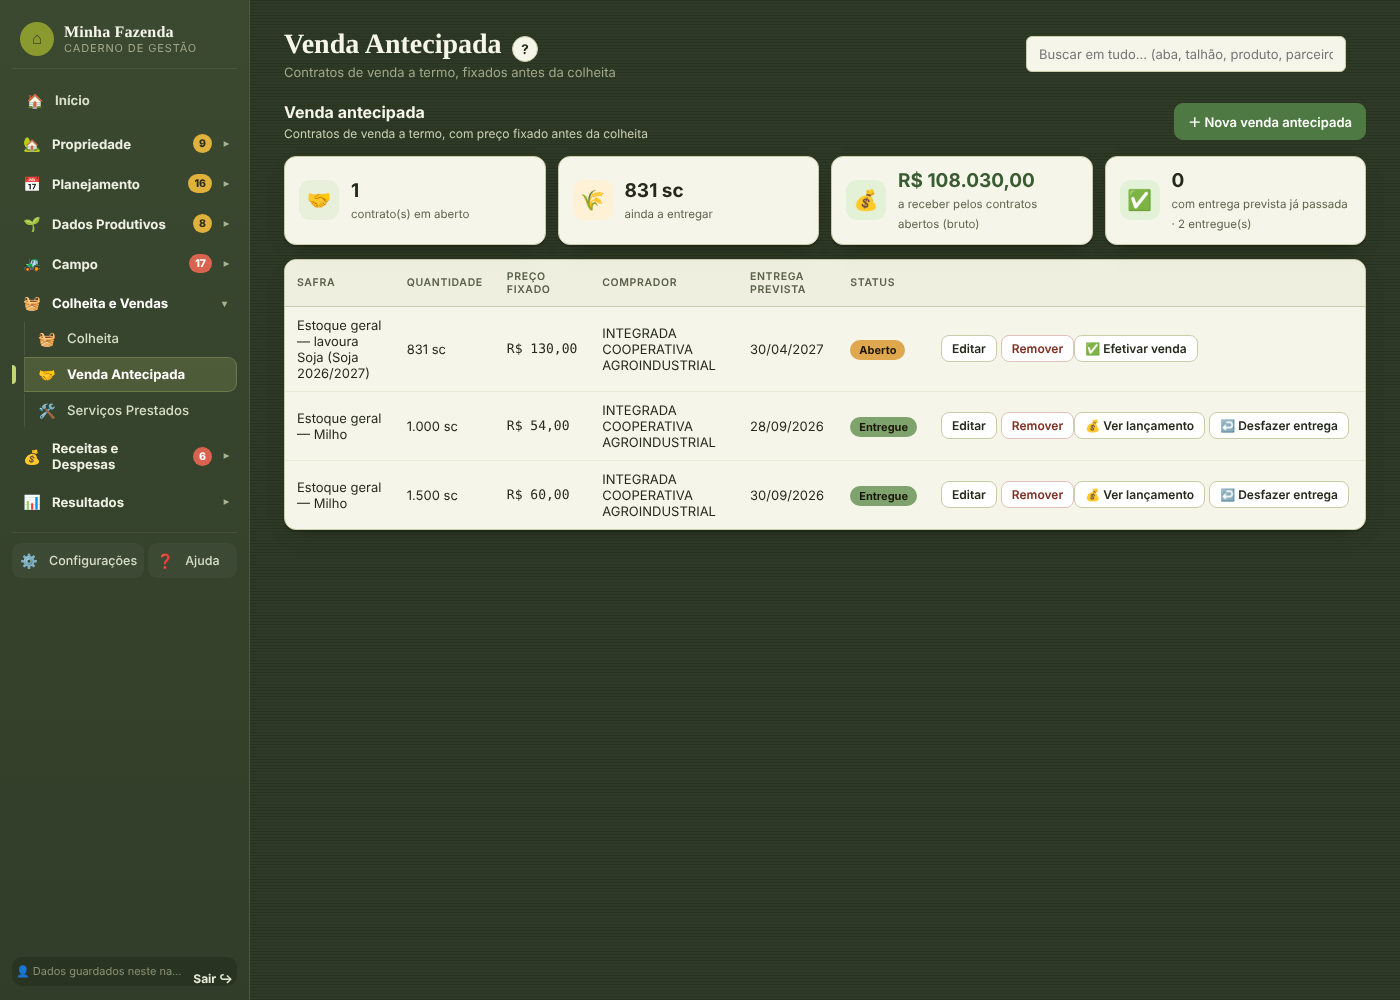 Minha Fazenda
CADERNO DE GESTÃO
Início
Propriedade 9
Planejamento 16
Dados Produtivos 8
Campo 17
Colheita e Vendas
Colheita
Venda Antecipada
Serviços Prestados
Receitas e
Despesas 6
Resultados
Configurações
Ajuda
Dados guardados neste na...
Sair
Venda Antecipada ?
Contratos de venda a termo, fixados antes da colheita
Buscar em tudo... (aba, talhão, produto, parceiro
Venda antecipada
Contratos de venda a termo, com preço fixado antes da colheita
+ Nova venda antecipada
1
contrato(s) em aberto
831 sc
ainda a entregar
R$ 108.030,00
a receber pelos contratos
abertos (bruto)
0
com entrega prevista já passada
· 2 entregue(s)
SAFRA
QUANTIDADE
PREÇO
FIXADO
COMPRADOR
ENTREGA
PREVISTA
STATUS
Estoque geral
— lavoura
Soja (Soja
2026/2027)
831 sc
R$ 130,00
INTEGRADA
COOPERATIVA
AGROINDUSTRIAL
30/04/2027
Aberto
Editar
Remover
Efetivar venda
Estoque geral
— Milho
1.000 sc
R$ 54,00
INTEGRADA
COOPERATIVA
AGROINDUSTRIAL
28/09/2026
Entregue
Editar
Remover
Ver lançamento
Desfazer entrega
Estoque geral
— Milho
1.500 sc
R$ 60,00
INTEGRADA
COOPERATIVA
AGROINDUSTRIAL
30/09/2026
Entregue
Editar
Remover
Ver lançamento
Desfazer entrega